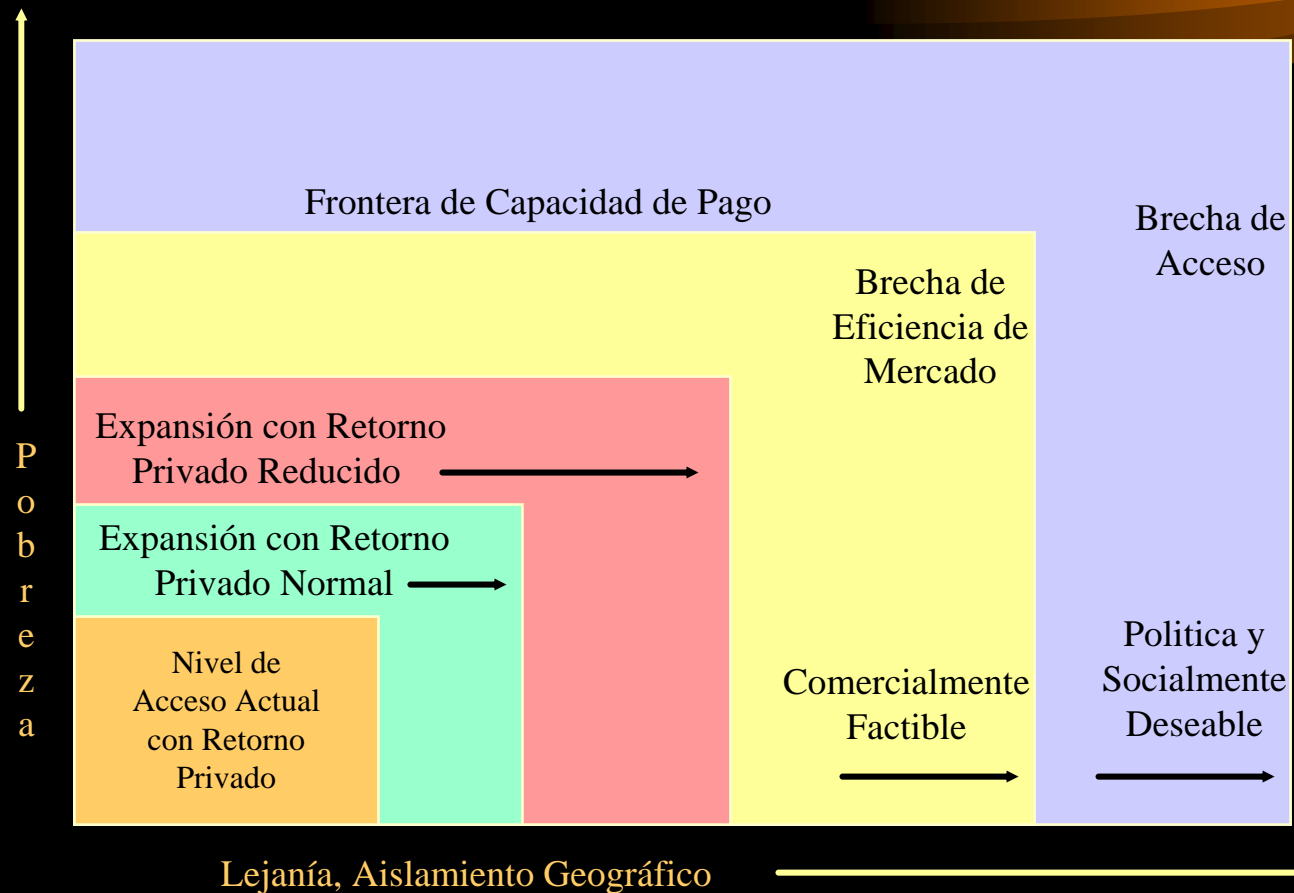 Frontera de Capacidad de Pago
Brecha de
Acceso
Brecha de
Eficiencia de
Mercado
Expansión con Retorno
Privado Reducido
Expansión con Retorno
Privado Normal
Nivel de
Acceso Actual
con Retorno
Privado
Comercialmente
Factible
Politica y
Socialmente
Deseable
P
o
b
r
e
z
a
Lejanía, Aislamiento Geográfico